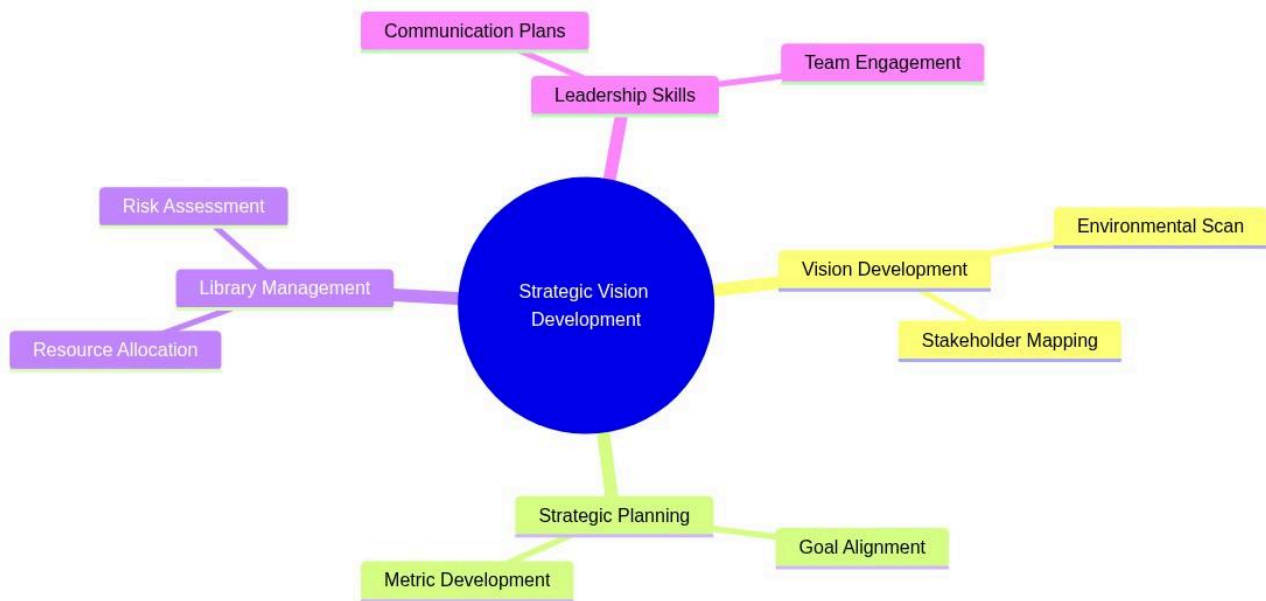 Communication Plans
Team Engagement
Leadership Skills
Risk Assessment
Environmental Scan
Vision Development
Library Management
Strategic Vision
Development
Stakeholder Mapping
Resource Allocation
Strategic Planning
Goal Alignment
Metric Development